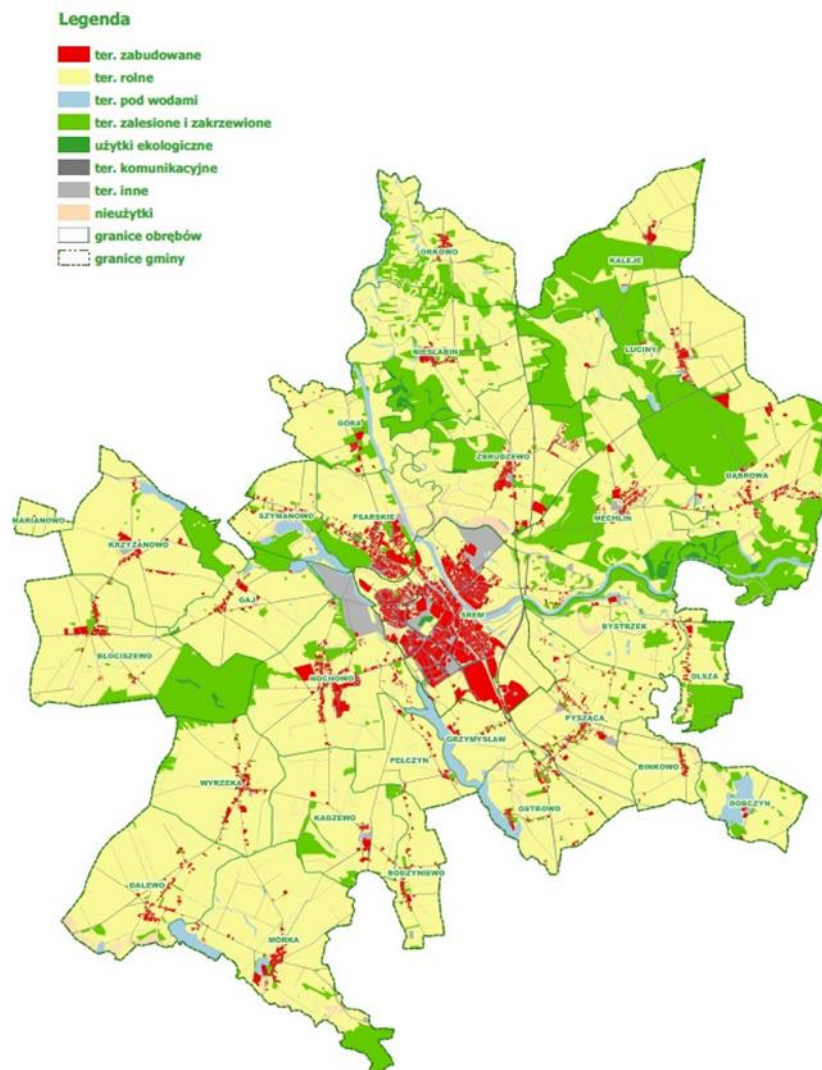 Legenda
ter. zabudowane
ter. rolne
ter. pod wodami
ter. zalesione i zakrzewione
użytki ekologiczne
ter. komunikacyjne
ter. inne
nieużytki
granice obrębów
granice gminy
ORKOWO
KALEJE
NIESŁABIN
LUCINY
GÓRA
ZBRUDZEWO
DĄBROWA
MARIANOWO
SZYMANOWO
PSARSKIE
MECHLIN
KRZYŻANOWO
GAJ
ŚREM
BYSTRZEK
BŁOCISZEWO
NOCHOWO
OLSZA
PYSZĄCA
GRZYMYSŁAW
PEŁCZYN
BINKOWO
WYRZEKA
DOBCZYN
OSTROWO
KADZEWO
BODZYNIEWO
DALEWO
MÓRKA